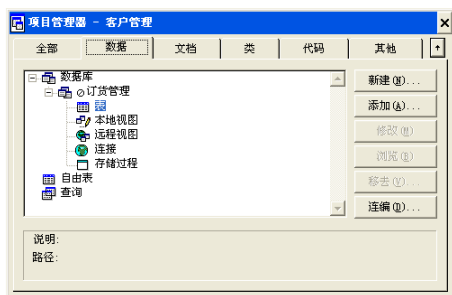 项目管理器 - 客户管理
全部 数据 文档 类 代码 其他
数据库
订货管理
表
本地视图
远程视图
连接
存储过程
自由表
查询
新建(N)...
添加(A)...
修改(M)
浏览(B)
移去(V)...
连编(D)...
说明:
路径: